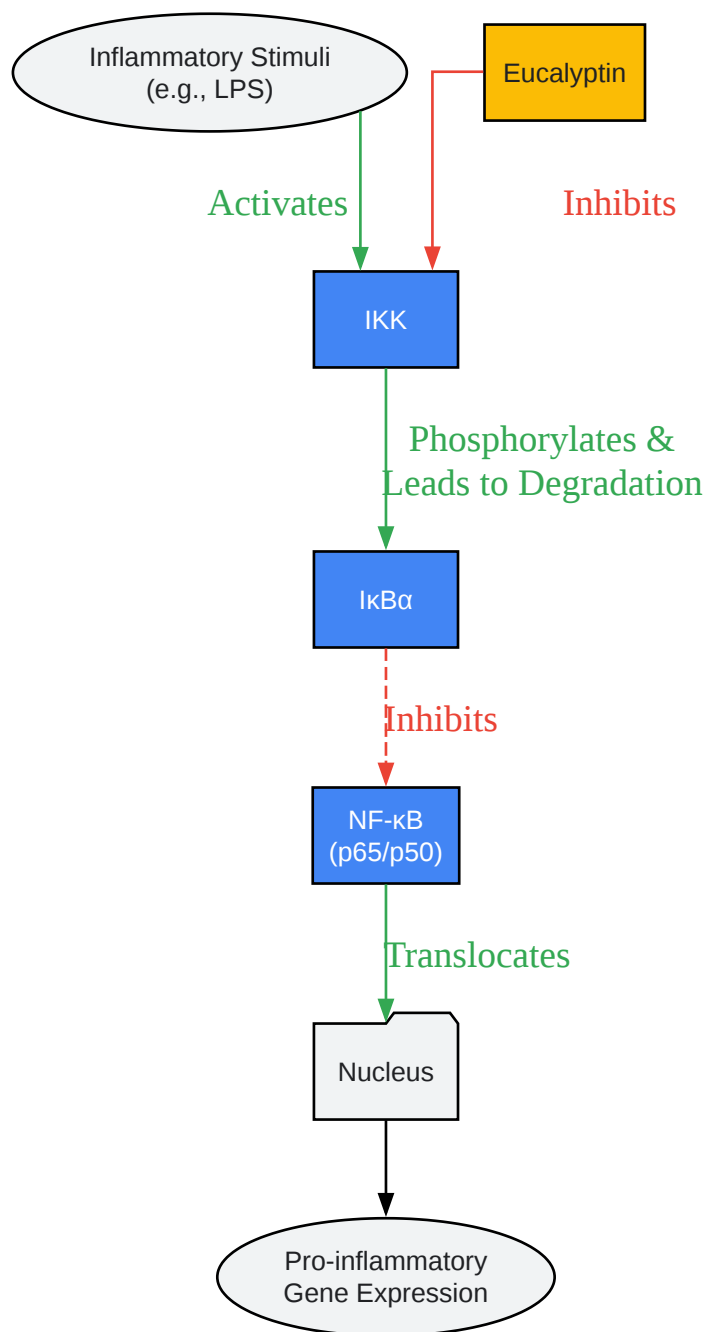 Inflammatory Stimuli
(e.g., LPS)
Eucalyptin
Activates
Inhibits
IKK
Phosphorylates &
Leads to Degradation
IκBα
Inhibits
NF-κB
(p65/p50)
Translocates
Nucleus
Pro-inflammatory
Gene Expression